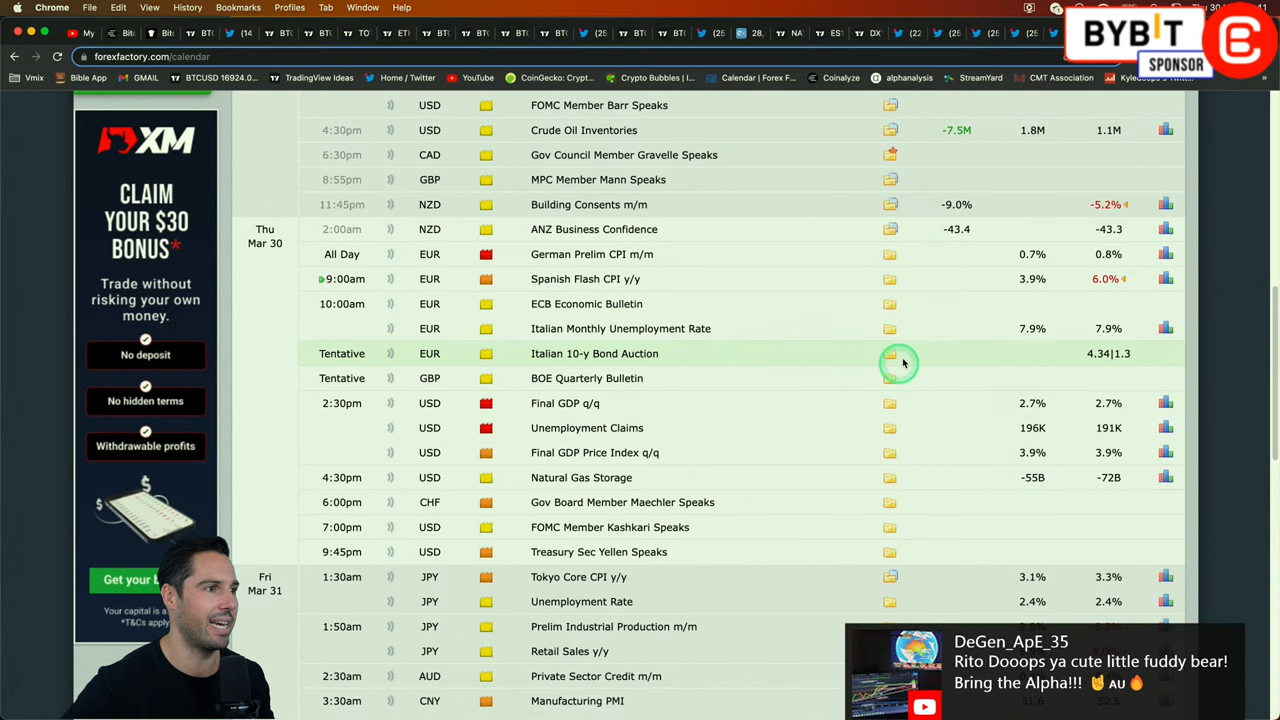 Chrome File Edit View History Bookmarks Profiles Tab Window Help
BYBIT
SPONSOR
forexfactory.com/calendar
Vmix Bible App GMAIL BTCUSD 16924.0... TradingView Ideas Home / Twitter YouTube CoinGecko: Crypt... Crypto Bubbles | I... Calendar | Forex F... Coinalyze alphanalysis StreamYard CMT Association
USD FOMC Member Barr Speaks
4:30pm USD Crude Oil Inventories -7.5M 1.8M 1.1M
6:30pm CAD Gov Council Member Gravelle Speaks
8:55pm GBP MPC Member Mann Speaks
11:45pm NZD Building Consents m/m -9.0% -5.2%
Thu
Mar 30
2:00am NZD ANZ Business Confidence -43.4 -43.3
All Day EUR German Prelim CPI m/m 0.7% 0.8%
9:00am EUR Spanish Flash CPI y/y 3.9% 6.0%
10:00am EUR ECB Economic Bulletin
EUR Italian Monthly Unemployment Rate 7.9% 7.9%
Tentative EUR Italian 10-y Bond Auction 4.34|1.3
Tentative GBP BOE Quarterly Bulletin
2:30pm USD Final GDP q/q 2.7% 2.7%
USD Unemployment Claims 196K 191K
USD Final GDP Price Index q/q 3.9% 3.9%
4:30pm USD Natural Gas Storage -55B -72B
6:00pm CHF Gov Board Member Maechler Speaks
7:00pm USD FOMC Member Kashkari Speaks
9:45pm USD Treasury Sec Yellen Speaks
Fri
Mar 31
1:30am JPY Tokyo Core CPI y/y 3.1% 3.3%
JPY Unemployment Rate 2.4% 2.4%
1:50am JPY Prelim Industrial Production m/m
JPY Retail Sales y/y
2:30am AUD Private Sector Credit m/m
3:30am CNY Manufacturing PMI 51.6 52.6
XM
CLAIM
YOUR $30
BONUS*
Trade without
risking your own
money.
No deposit
No hidden terms
Withdrawable profits
Get your
Your capital is a
*T&Cs apply
DeGen_ApE_35
Rito Dooops ya cute little fuddy bear!
Bring the Alpha!!! 🤘AU🔥